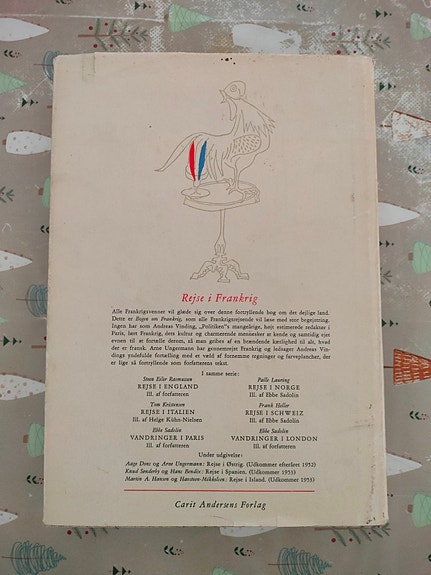 Rejse i Frankrig
Alle Frankrigsvenner vil glæde sig over denne fortryllende bog om det dejlige land.
Dette er Bogen om Frankrig, som alle Frankrigsrejsende vil læse med stor begejstring.
Ingen har som Andreas Vinding, „Politiken"s mangeårige, højt estimerede redaktør i
Paris, lært Frankrig, dets kultur og charmerende mennesker at kende og samtidig ejet
evnen til at fortælle derom, så man gribes af en brændende kærlighed til alt, hvad
der er fransk. Arne Ungermann har gennemrejst Frankrig og ledsager Andreas Vin-
dings yndefulde fortælling med et væld af fornemme tegninger og farveplancher, der
er lige så fortryllende som forfatterens tekst.
I samme serie:
Steen Eiler Rasmussen
REJSE I ENGLAND
Ill. af forfatteren
Palle Lauring
REJSE I NORGE
Ill. af Ebbe Sadolin
Tom Kristensen
REJSE I ITALIEN
Ill. af Helge Kühn-Nielsen
Frank Heller
REJSE I SCHWEIZ
Ill. af Ebbe Sadolin
Ebbe Sadolin
VANDRINGER I PARIS
Ill. af forfatteren
Ebbe Sadolin
VANDRINGER I LONDON
Ill. af forfatteren
Under udgivelse:
Aage Dons og Arne Ungermann: Rejse i Østrig. (Udkommer efteråret 1952)
Knud Sønderby og Hans Bendix: Rejse i Spanien. (Udkommer 1953)
Martin A. Hansen og Hansteen-Mikkelsen: Rejse i Island. (Udkommer 1953)
Carit Andersens Forlag